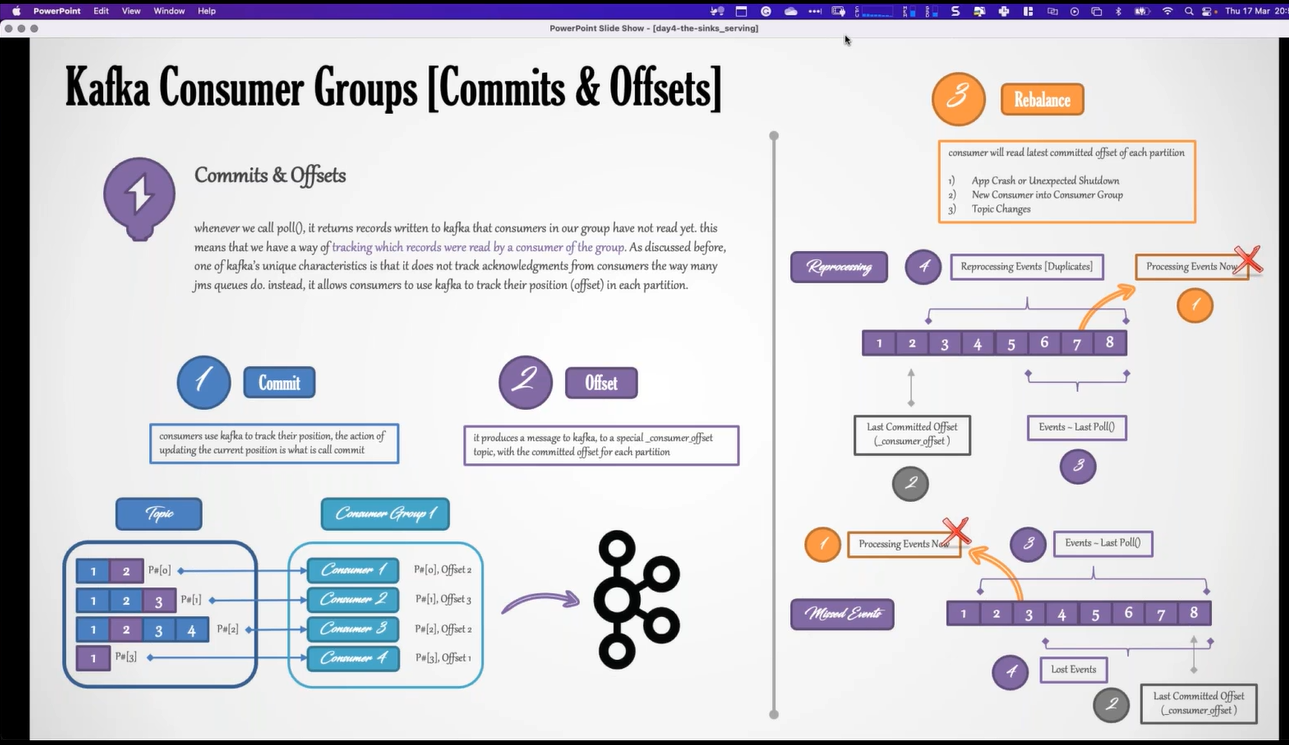 PowerPoint File Edit View Window Help
Thu 17 Mar
PowerPoint Slide Show - [day4-the-sinks_serving]
Kafka Consumer Groups [Commits & Offsets]
Commits & Offsets
whenever we call poll(), it returns records written to kafka that consumers in our group have not read yet. this
means that we have a way of tracking which records were read by a consumer of the group. As discussed before,
one of kafka's unique characteristics is that it does not track acknowledgments from consumers the way many
jms queues do. instead, it allows consumers to use kafka to track their position (offset) in each partition.
1 Commit
consumers use kafka to track their position, the action of
updating the current position is what is call commit
2 Offset
it produces a message to kafka, to a special _consumer_offset
topic, with the committed offset for each partition
Topic
Consumer Group 1
1 2 P#[0]
Consumer 1
P#[0], Offset 2
1 2 3 P#[1]
Consumer 2
P#[1], Offset 3
1 2 3 4 P#[2]
Consumer 3
P#[2], Offset 2
1 P#[3]
Consumer 4
P#[3], Offset 1
3 Rebalance
consumer will read latest committed offset of each partition
1) App Crash or Unexpected Shutdown
2) New Consumer into Consumer Group
3) Topic Changes
Reprocessing
4 Reprocessing Events [Duplicates]
Processing Events Now
1
1 2 3 4 5 6 7 8
Last Committed Offset
(_consumer_offset )
2
Events ~ Last Poll()
3
1 Processing Events Now
3 Events ~ Last Poll()
Missed Events
1 2 3 4 5 6 7 8
4 Lost Events
2
Last Committed Offset
(_consumer_offset )